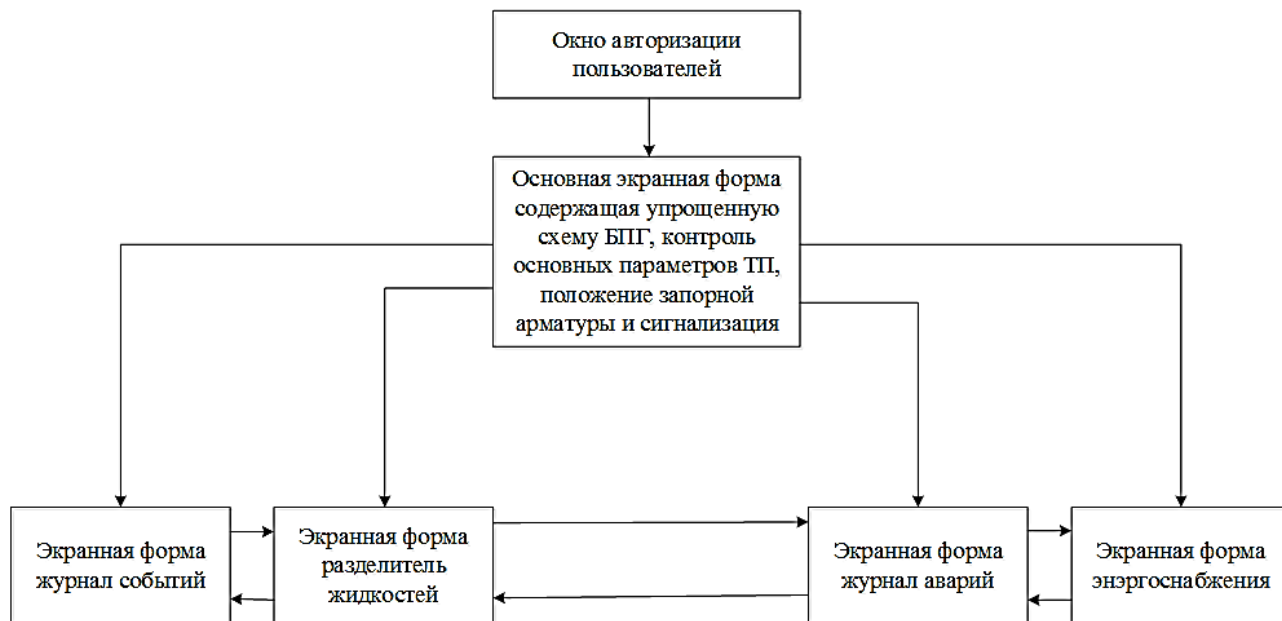 Окно авторизации
пользователей
Основная экранная форма
содержащая упрощенную
схему БПГ, контроль
основных параметров ТП,
положение запорной
арматуры и сигнализация
Экранная форма
журнал событий
Экранная форма
разделитель
жидкостей
Экранная форма
журнал аварий
Экранная форма
энэргоснабжения